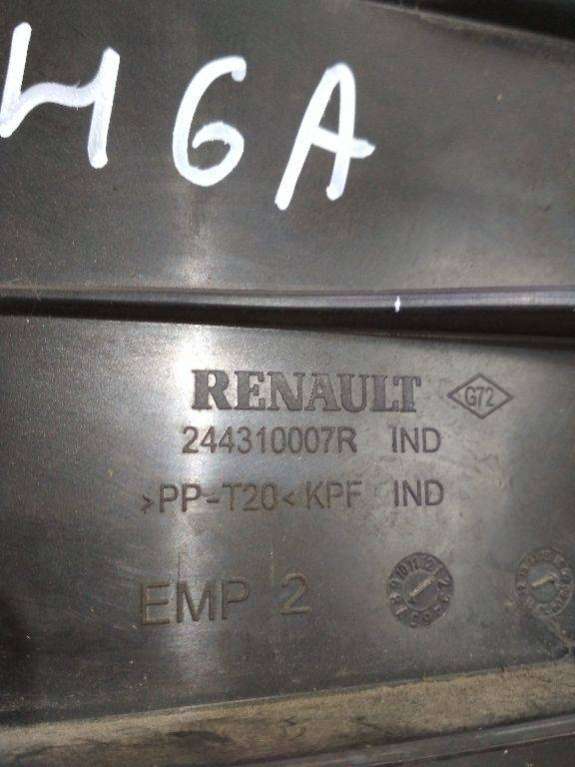 46A
RENAULT G72
244310007R IND
>PP-T20< KPF IND
EMP 2